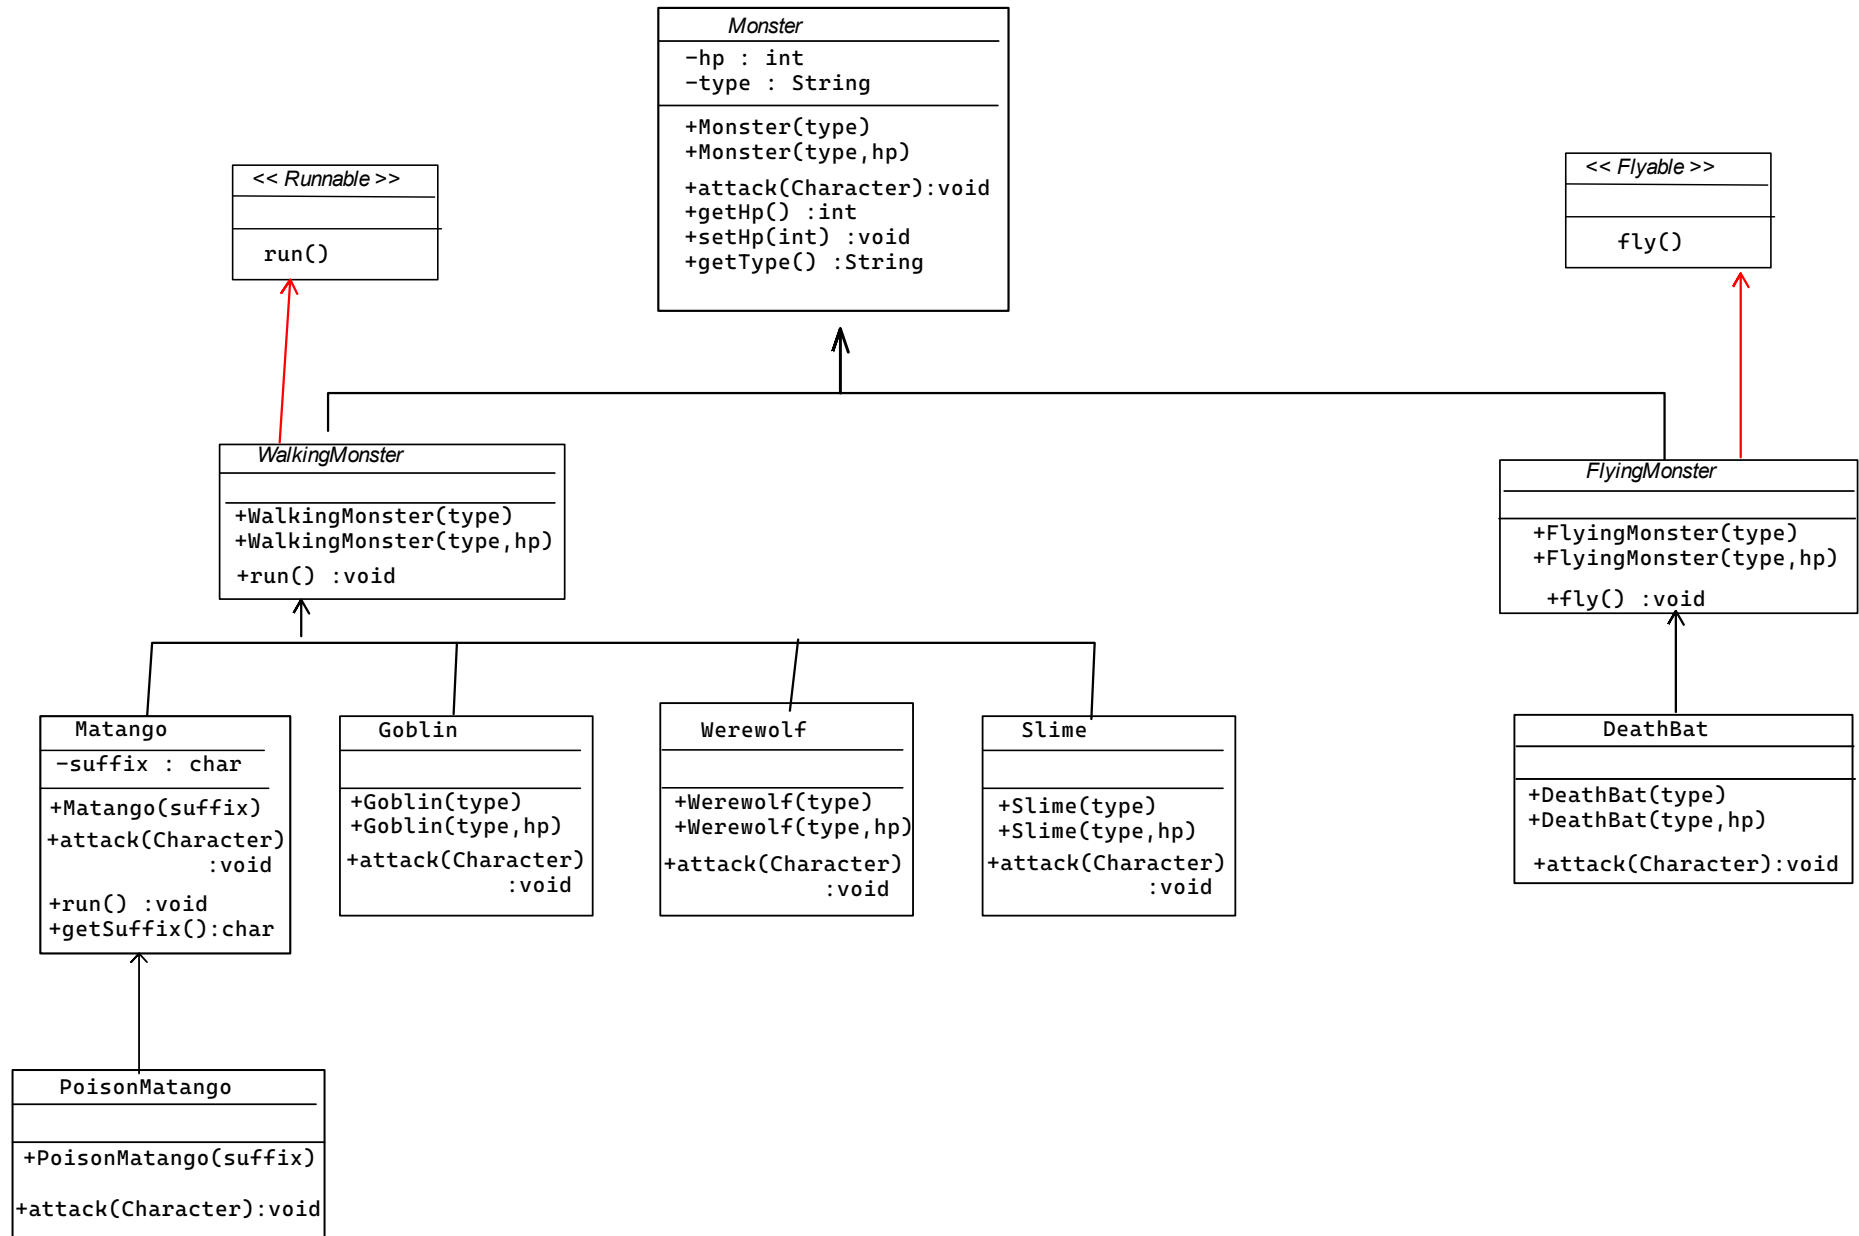 Monster
-hp : int
-type : String
+Monster(type)
+Monster(type,hp)
+attack(Character):void
+getHp() :int
+setHp(int) :void
+getType() :String
<< Runnable >>
run()
<< Flyable >>
fly()
WalkingMonster
+WalkingMonster(type)
+WalkingMonster(type,hp)
+run() :void
FlyingMonster
+FlyingMonster(type)
+FlyingMonster(type,hp)
+fly() :void
Matango
-suffix : char
+Matango(suffix)
+attack(Character)
:void
+run() :void
+getSuffix():char
Goblin
+Goblin(type)
+Goblin(type,hp)
+attack(Character)
:void
Werewolf
+Werewolf(type)
+Werewolf(type,hp)
+attack(Character)
:void
Slime
+Slime(type)
+Slime(type,hp)
+attack(Character)
:void
DeathBat
+DeathBat(type)
+DeathBat(type,hp)
+attack(Character):void
PoisonMatango
+PoisonMatango(suffix)
+attack(Character):void